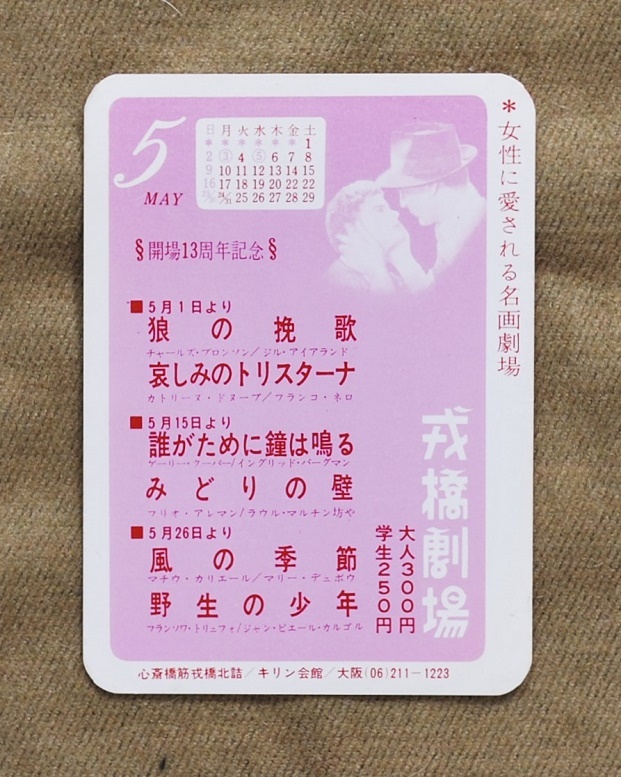 5
MAY
日 月 火 水 木 金 土
* * * * * * 1
2 3 4 5 6 7 8
9 10 11 12 13 14 15
16 17 18 19 20 21 22
23/30 24/31 25 26 27 28 29
§開場13周年記念§
■5月1日より
狼の挽歌
チャールズ・ブロンソン/ジル・アイアランド
哀しみのトリスターナ
カトリーヌ・ドヌーブ/フランコ・ネロ
■5月15日より
誰がために鐘は鳴る
ゲーリー・クーパー/イングリッド・バーグマン
みどりの壁
フリオ・アレマン/ラウル・マルチン坊や
■5月26日より
風の季節
マチウ・カリエール/マリー・デュボワ
野生の少年
フランソワ・トリュフォ/ジャン・ピエール・カルゴル
*女性に愛される名画劇場
戎橋劇場
大人300円
学生250円
心斎橋筋戎橋北詰/キリン会館/大阪(06)211-1223